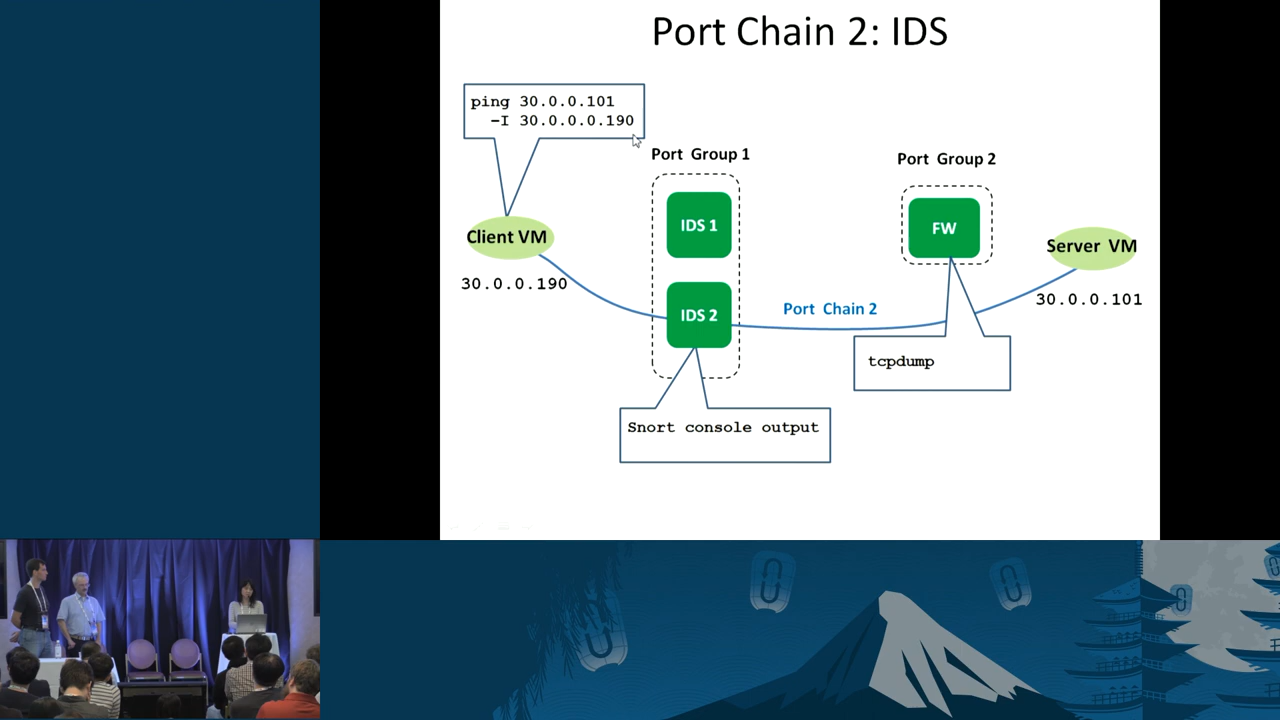 Port Chain 2: IDS
ping 30.0.0.101
-I 30.0.0.0.190
Port Group 1
Port Group 2
IDS 1
FW
Client VM
Server VM
30.0.0.190
30.0.0.101
IDS 2
Port Chain 2
tcpdump
Snort console output